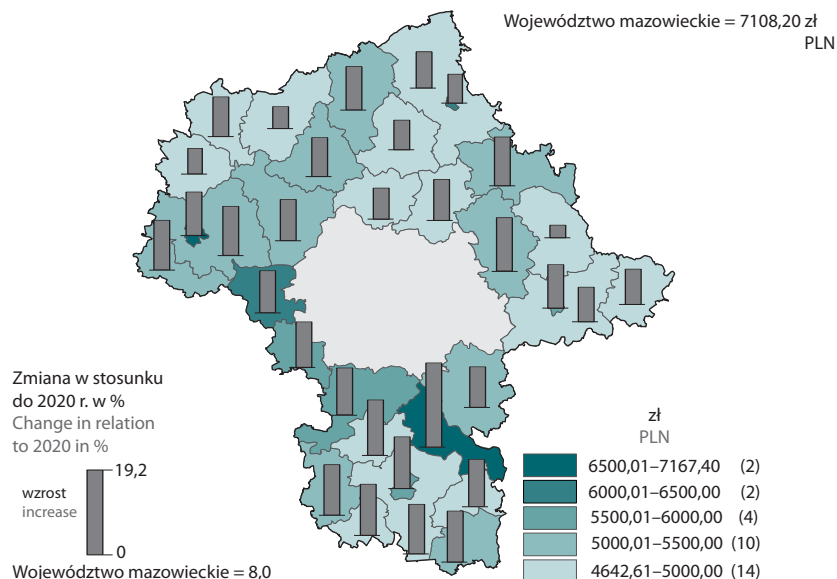 Województwo mazowieckie = 7108,20 zł
PLN
Zmiana w stosunku
do 2020 r. w %
Change in relation
to 2020 in %
19,2
wzrost
increase
0
Województwo mazowieckie = 8,0
zł
PLN
6500,01–7167,40 (2)
6000,01–6500,00 (2)
5500,01–6000,00 (4)
5000,01–5500,00 (10)
4642,61–5000,00 (14)